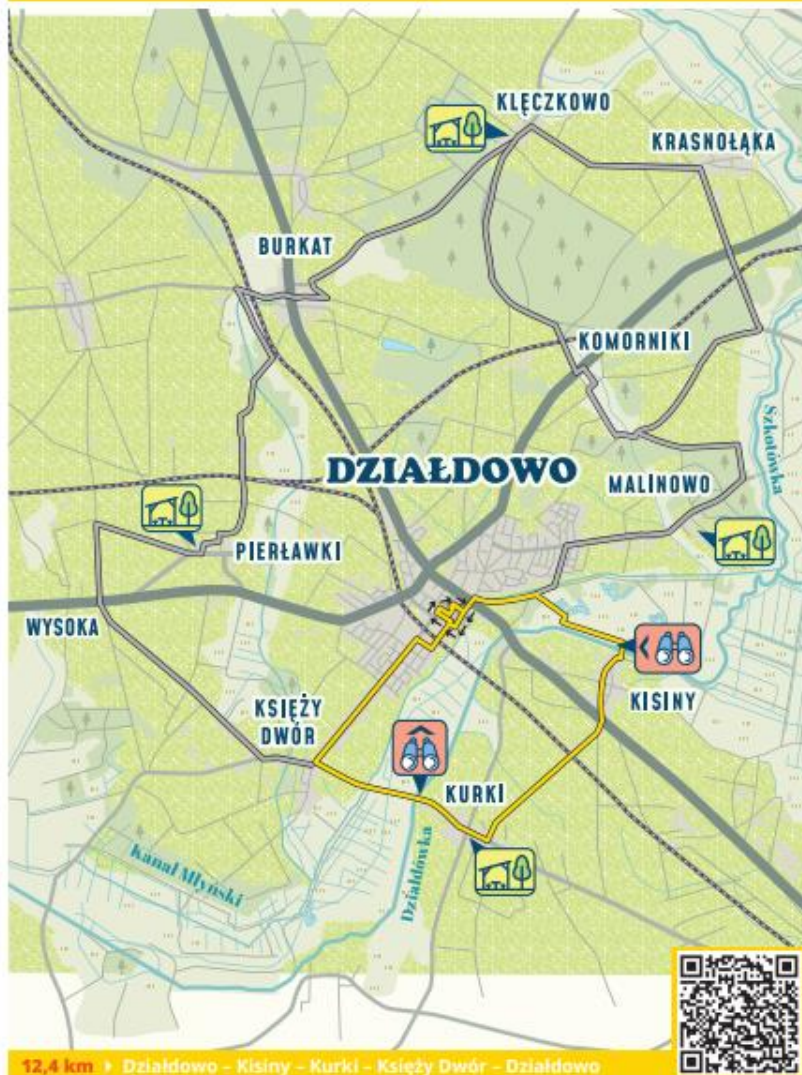 KLĘCZKOWO
KRASNOŁĄKA
BURKAT
KOMORNIKI
Szkotówka
DZIAŁDOWO
MALINOWO
PIERŁAWKI
WYSOKA
KISINY
KSIĘŻY
DWÓR
KURKI
Kanał Młyński
Działdówka
12,4 km Działdowo – Kisiny – Kurki – Księży Dwór – Działdowo